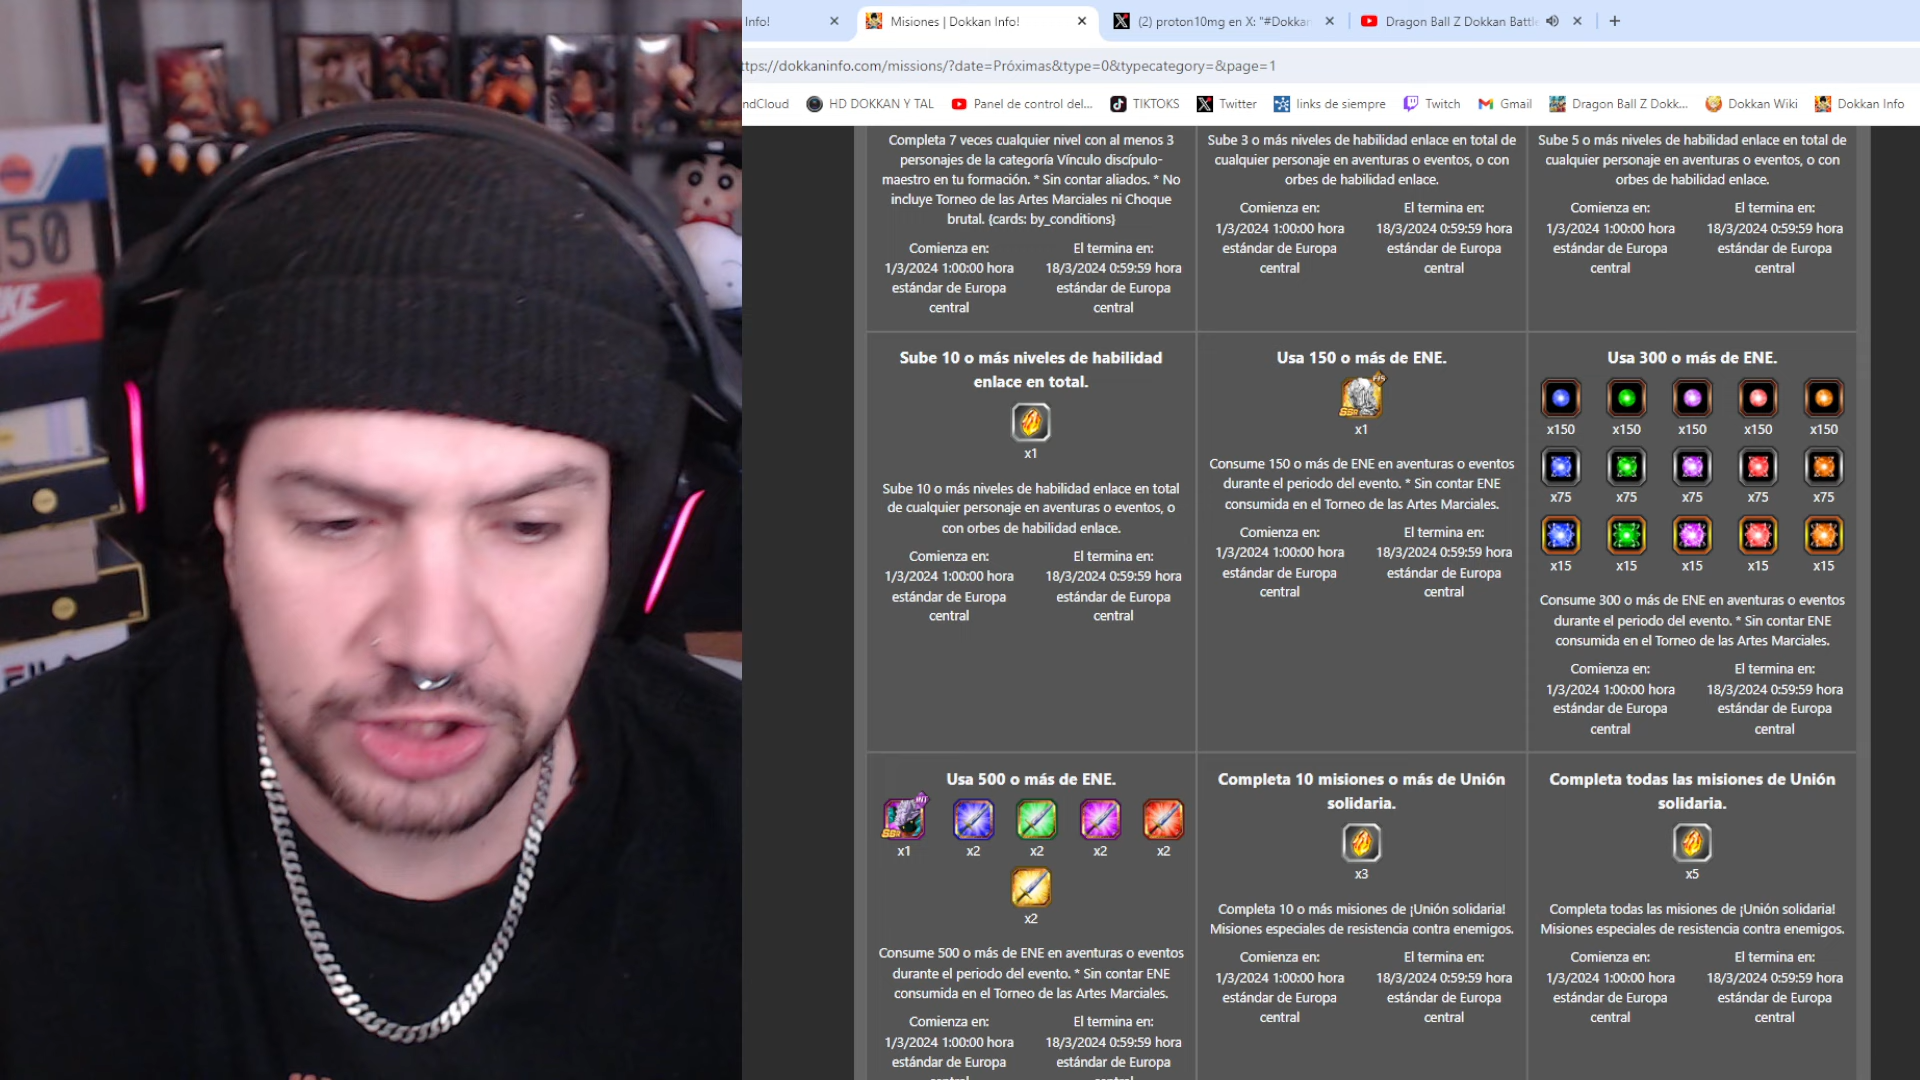 Info!
Misiones | Dokkan Info!
(2) proton10mg en X: "#Dokkan
Dragon Ball Z Dokkan Battle
ttps://dokkaninfo.com/missions/?date=Próximas&type=0&typecategory=&page=1
ndCloud
HD DOKKAN Y TAL
Panel de control del...
TIKTOKS
Twitter
links de siempre
Twitch
Gmail
Dragon Ball Z Dokk...
Dokkan Wiki
Dokkan Info
Completa 7 veces cualquier nivel con al menos 3
personajes de la categoría Vínculo discípulo-
maestro en tu formación. * Sin contar aliados. * No
incluye Torneo de las Artes Marciales ni Choque
brutal. {cards: by_conditions}
Comienza en:
1/3/2024 1:00:00 hora
estándar de Europa
central
El termina en:
18/3/2024 0:59:59 hora
estándar de Europa
central
Sube 3 o más niveles de habilidad enlace en total de
cualquier personaje en aventuras o eventos, o con
orbes de habilidad enlace.
Comienza en:
1/3/2024 1:00:00 hora
estándar de Europa
central
El termina en:
18/3/2024 0:59:59 hora
estándar de Europa
central
Sube 5 o más niveles de habilidad enlace en total de
cualquier personaje en aventuras o eventos, o con
orbes de habilidad enlace.
Comienza en:
1/3/2024 1:00:00 hora
estándar de Europa
central
El termina en:
18/3/2024 0:59:59 hora
estándar de Europa
central
Sube 10 o más niveles de habilidad
enlace en total.
x1
Sube 10 o más niveles de habilidad enlace en total
de cualquier personaje en aventuras o eventos, o
con orbes de habilidad enlace.
Comienza en:
1/3/2024 1:00:00 hora
estándar de Europa
central
El termina en:
18/3/2024 0:59:59 hora
estándar de Europa
central
Usa 150 o más de ENE.
SSR
x1
Consume 150 o más de ENE en aventuras o eventos
durante el periodo del evento. * Sin contar ENE
consumida en el Torneo de las Artes Marciales.
Comienza en:
1/3/2024 1:00:00 hora
estándar de Europa
central
El termina en:
18/3/2024 0:59:59 hora
estándar de Europa
central
Usa 300 o más de ENE.
x150 x150 x150 x150 x150
x75 x75 x75 x75 x75
x15 x15 x15 x15 x15
Consume 300 o más de ENE en aventuras o eventos
durante el periodo del evento. * Sin contar ENE
consumida en el Torneo de las Artes Marciales.
Comienza en:
1/3/2024 1:00:00 hora
estándar de Europa
central
El termina en:
18/3/2024 0:59:59 hora
estándar de Europa
central
Usa 500 o más de ENE.
INT
SSR
x1 x2 x2 x2 x2
x2
Consume 500 o más de ENE en aventuras o eventos
durante el periodo del evento. * Sin contar ENE
consumida en el Torneo de las Artes Marciales.
Comienza en:
1/3/2024 1:00:00 hora
estándar de Europa
El termina en:
18/3/2024 0:59:59 hora
estándar de Europa
Completa 10 misiones o más de Unión
solidaria.
x3
Completa 10 o más misiones de ¡Unión solidaria!
Misiones especiales de resistencia contra enemigos.
Comienza en:
1/3/2024 1:00:00 hora
estándar de Europa
central
El termina en:
18/3/2024 0:59:59 hora
estándar de Europa
central
Completa todas las misiones de Unión
solidaria.
x5
Completa todas las misiones de ¡Unión solidaria!
Misiones especiales de resistencia contra enemigos.
Comienza en:
1/3/2024 1:00:00 hora
estándar de Europa
central
El termina en:
18/3/2024 0:59:59 hora
estándar de Europa
central
50
FILA